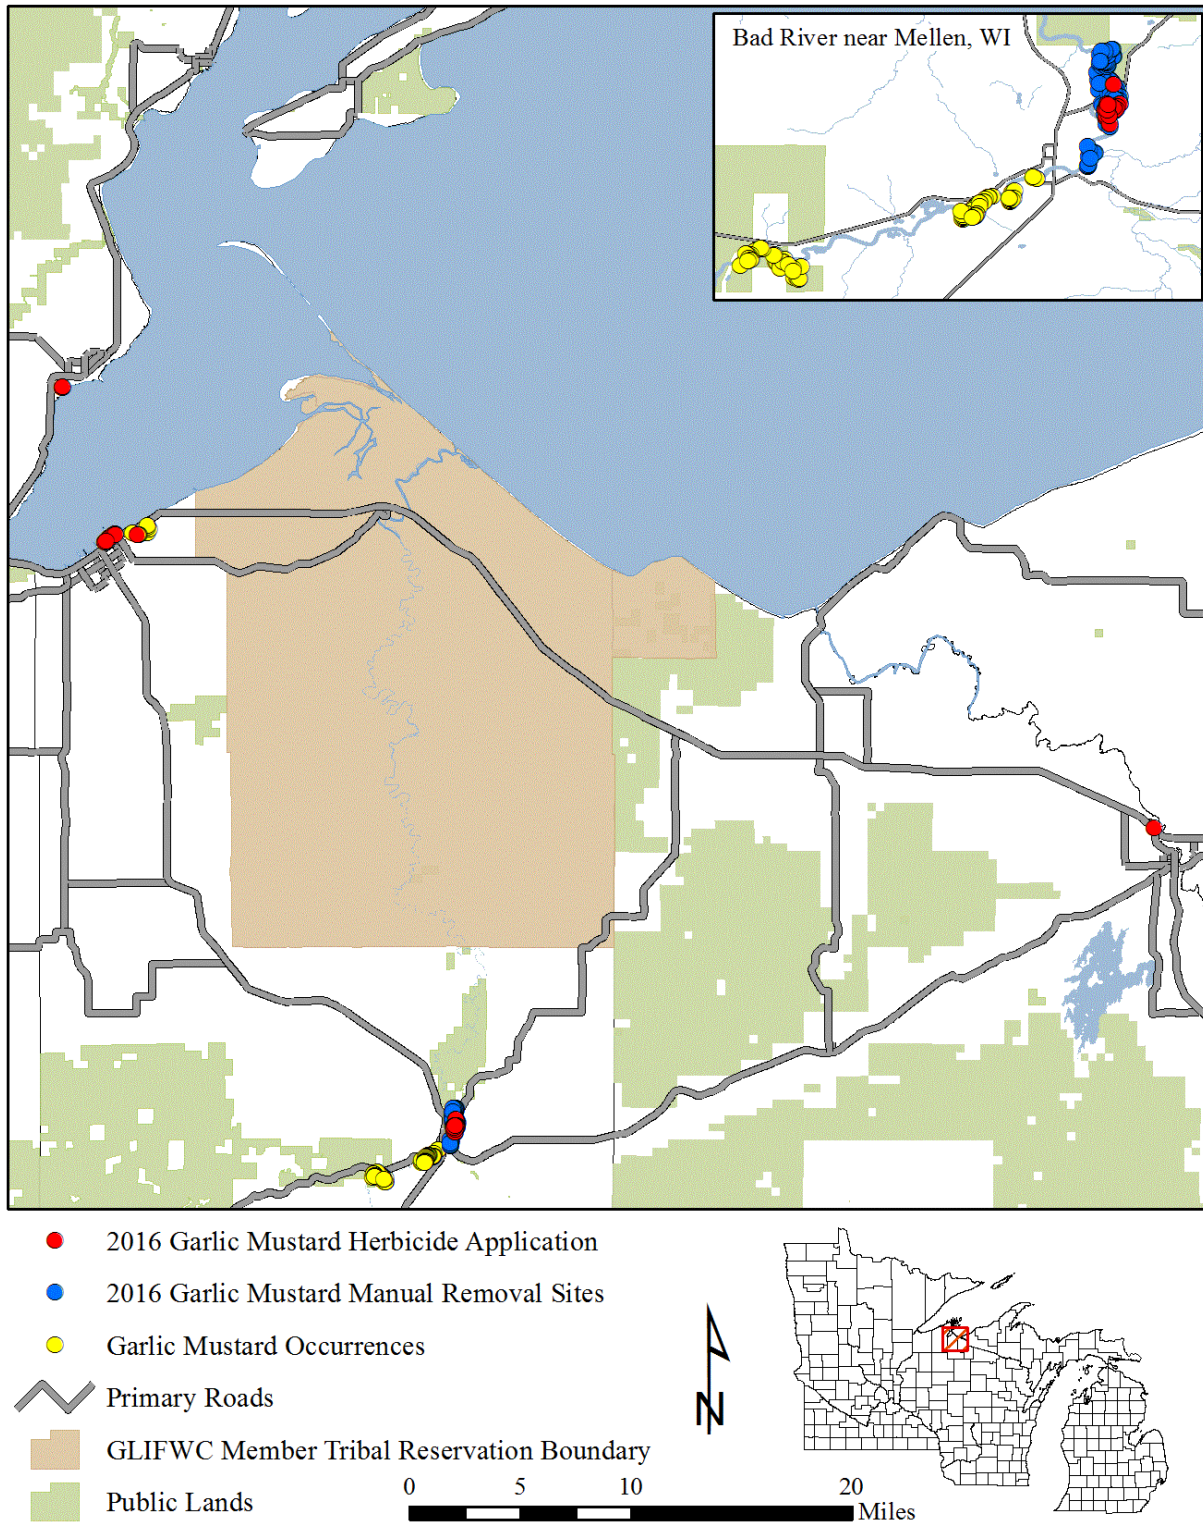 Bad River near Mellen, WI
2016 Garlic Mustard Herbicide Application
2016 Garlic Mustard Manual Removal Sites
Garlic Mustard Occurrences
Primary Roads
GLIFWC Member Tribal Reservation Boundary
Public Lands
N
0 5 10 20
Miles